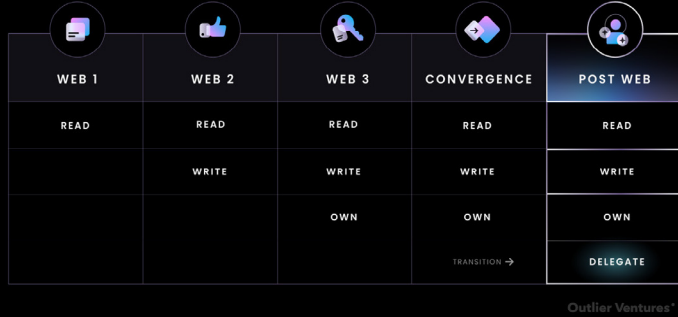 WEB 1 WEB 2 WEB 3 CONVERGENCE POST WEB
READ READ READ READ READ
WRITE WRITE WRITE WRITE
OWN OWN OWN
TRANSITION → DELEGATE
Outlier Ventures*